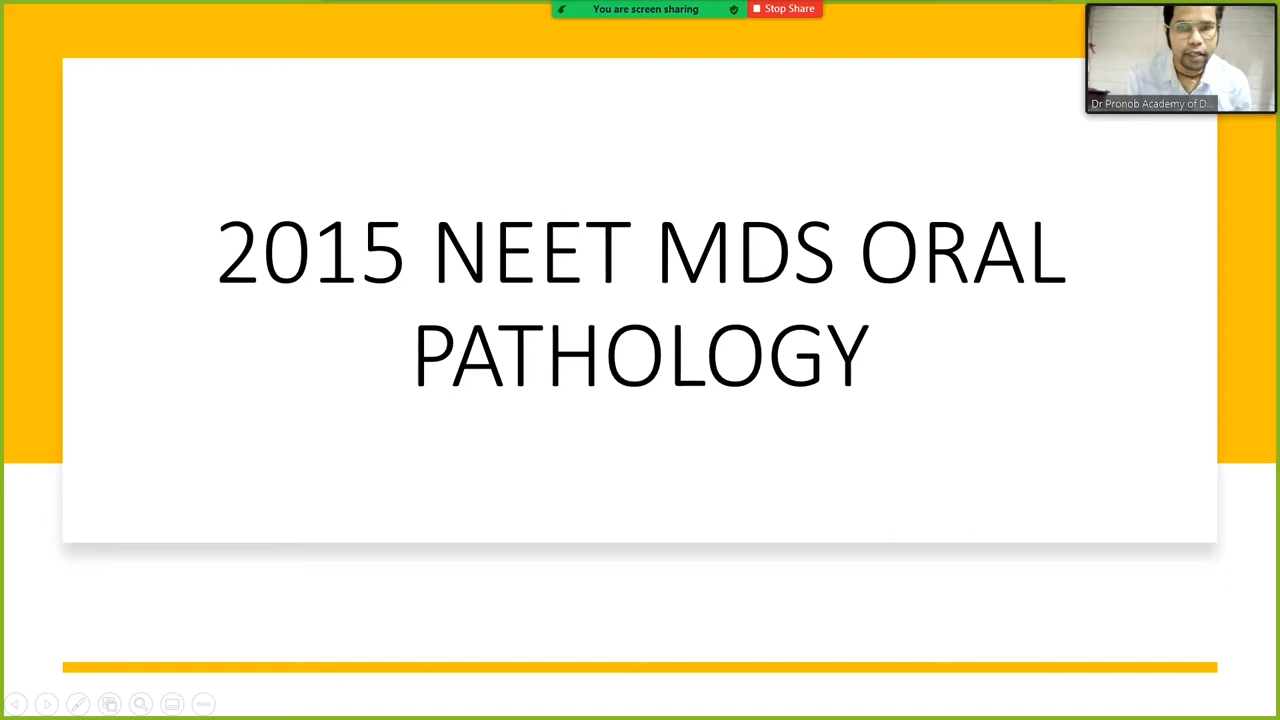 You are screen sharing
Stop Share
Dr Pronob Academy of D...
2015 NEET MDS ORAL
PATHOLOGY